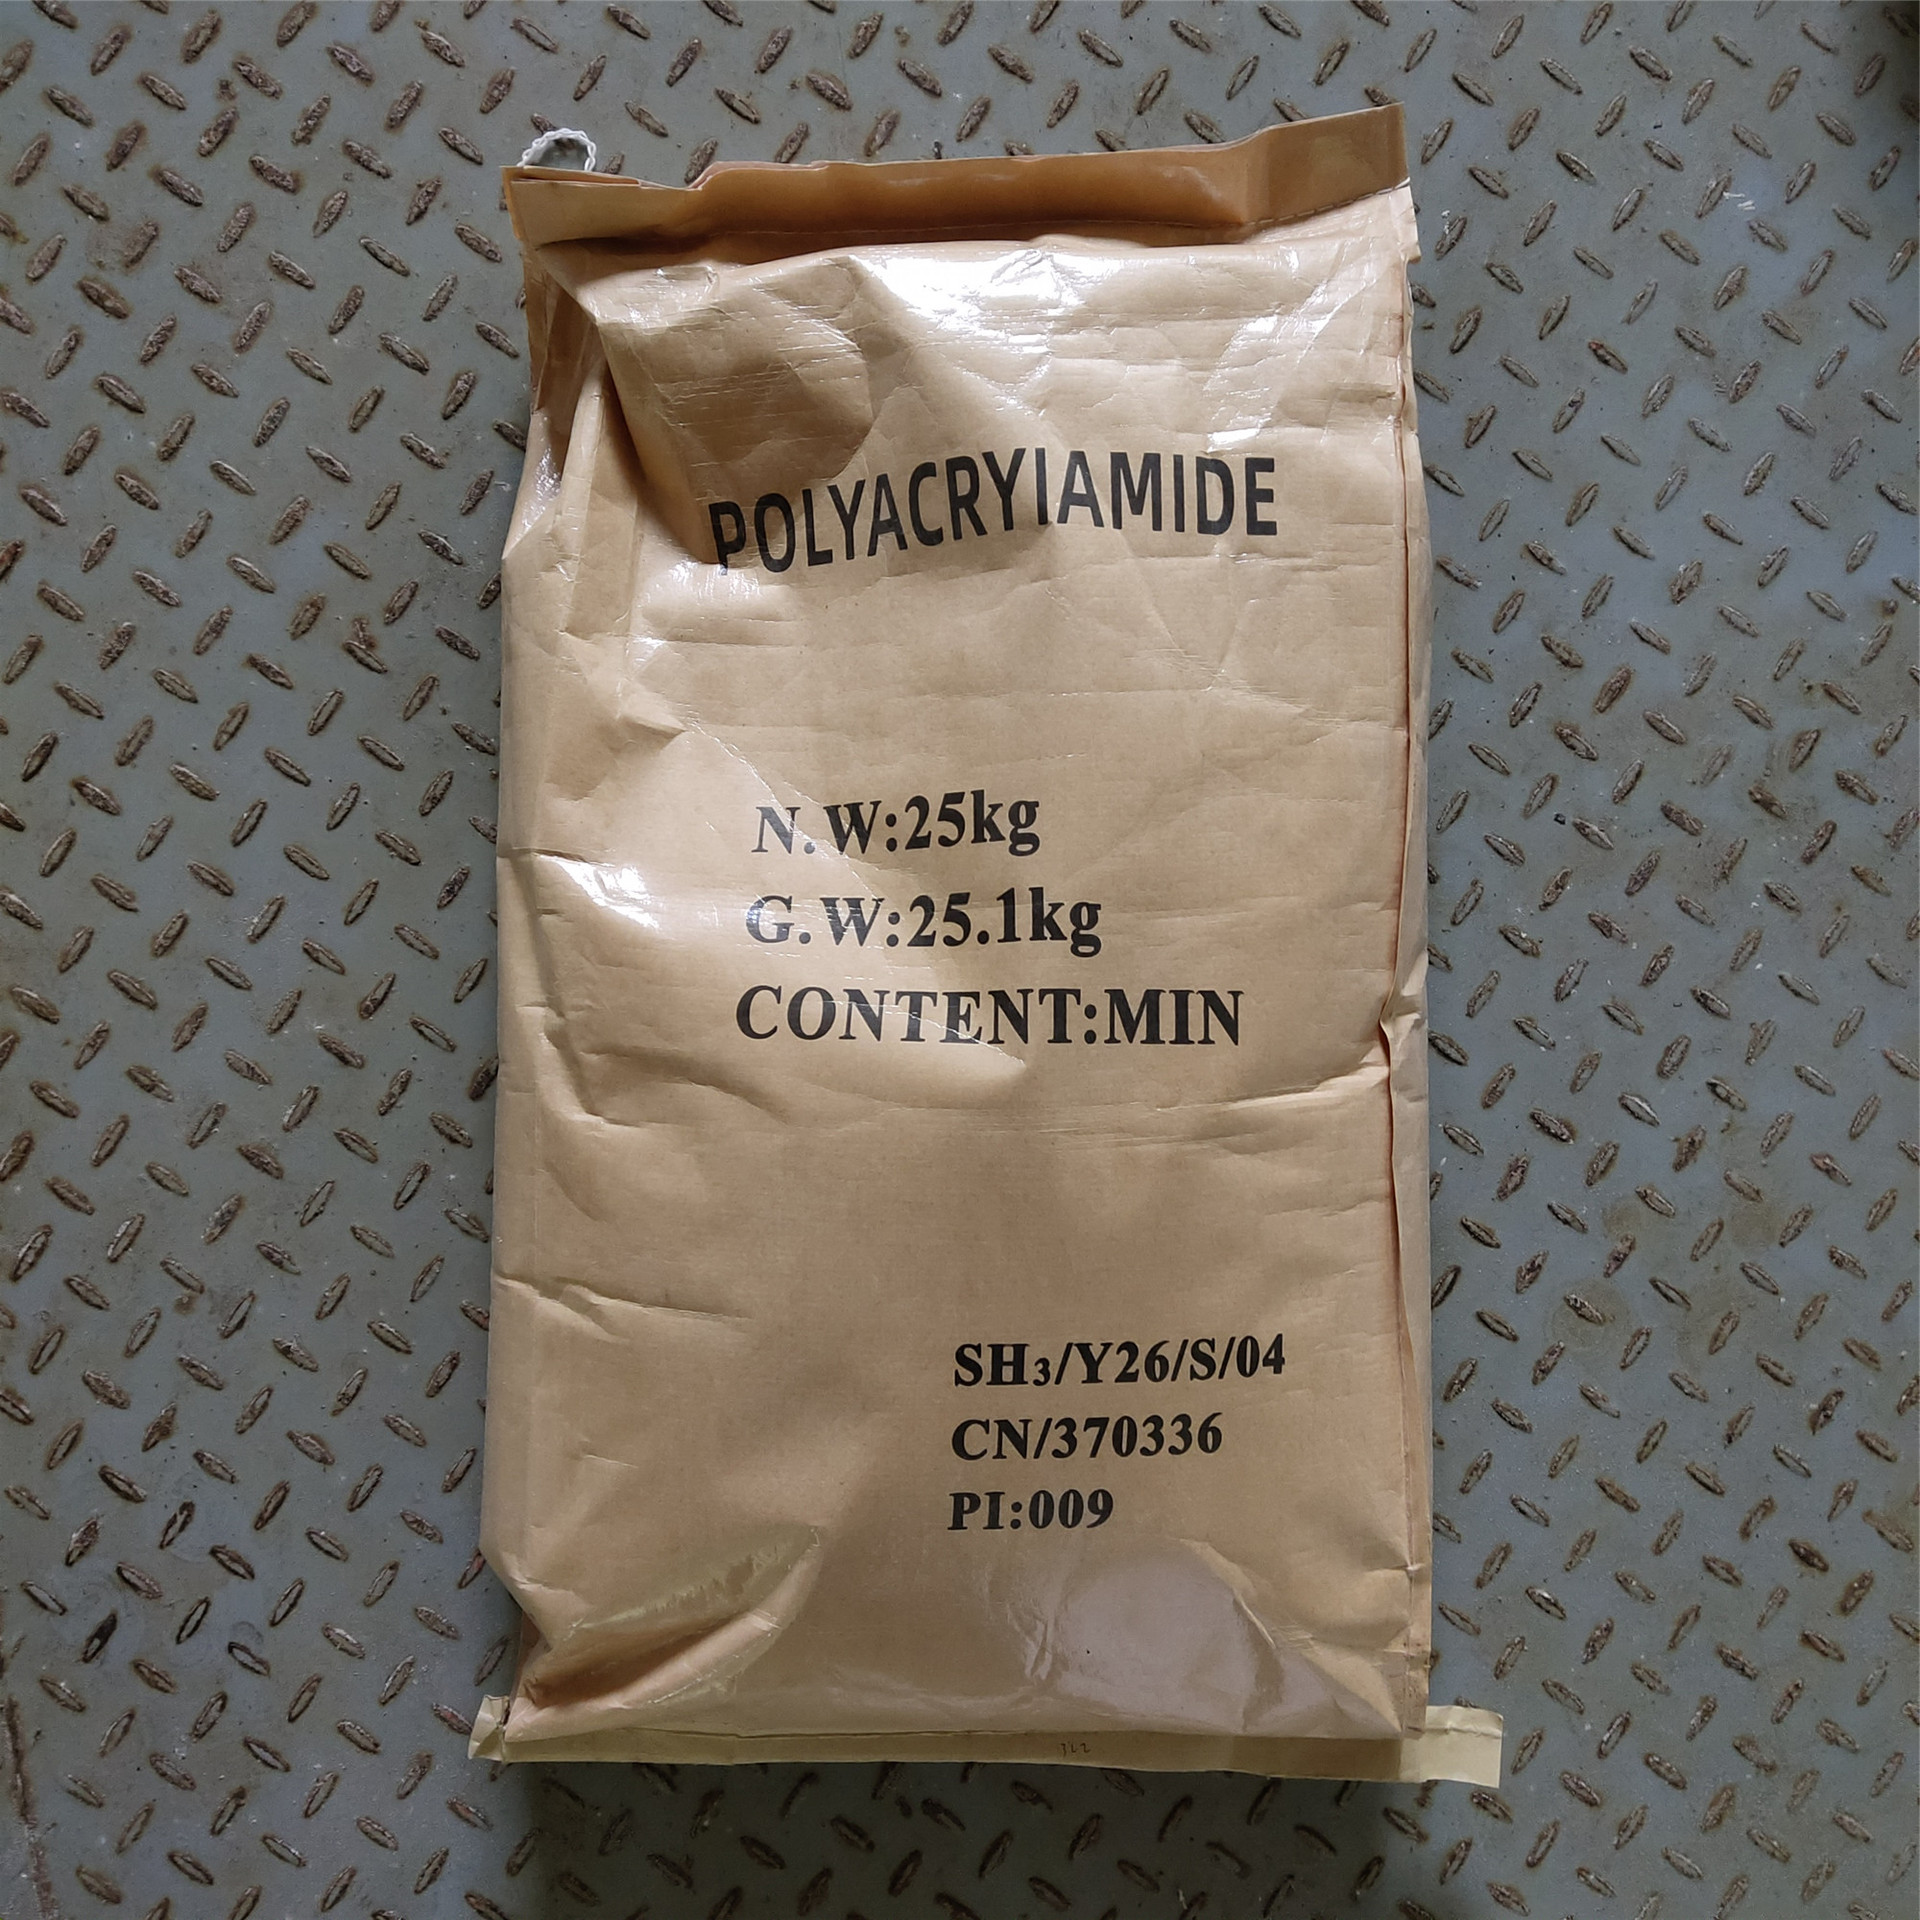 POLYACRYIAMIDE
N.W:25kg
G.W:25.1kg
CONTENT:MIN
SH₃/Y26/S/04
CN/370336
PI:009